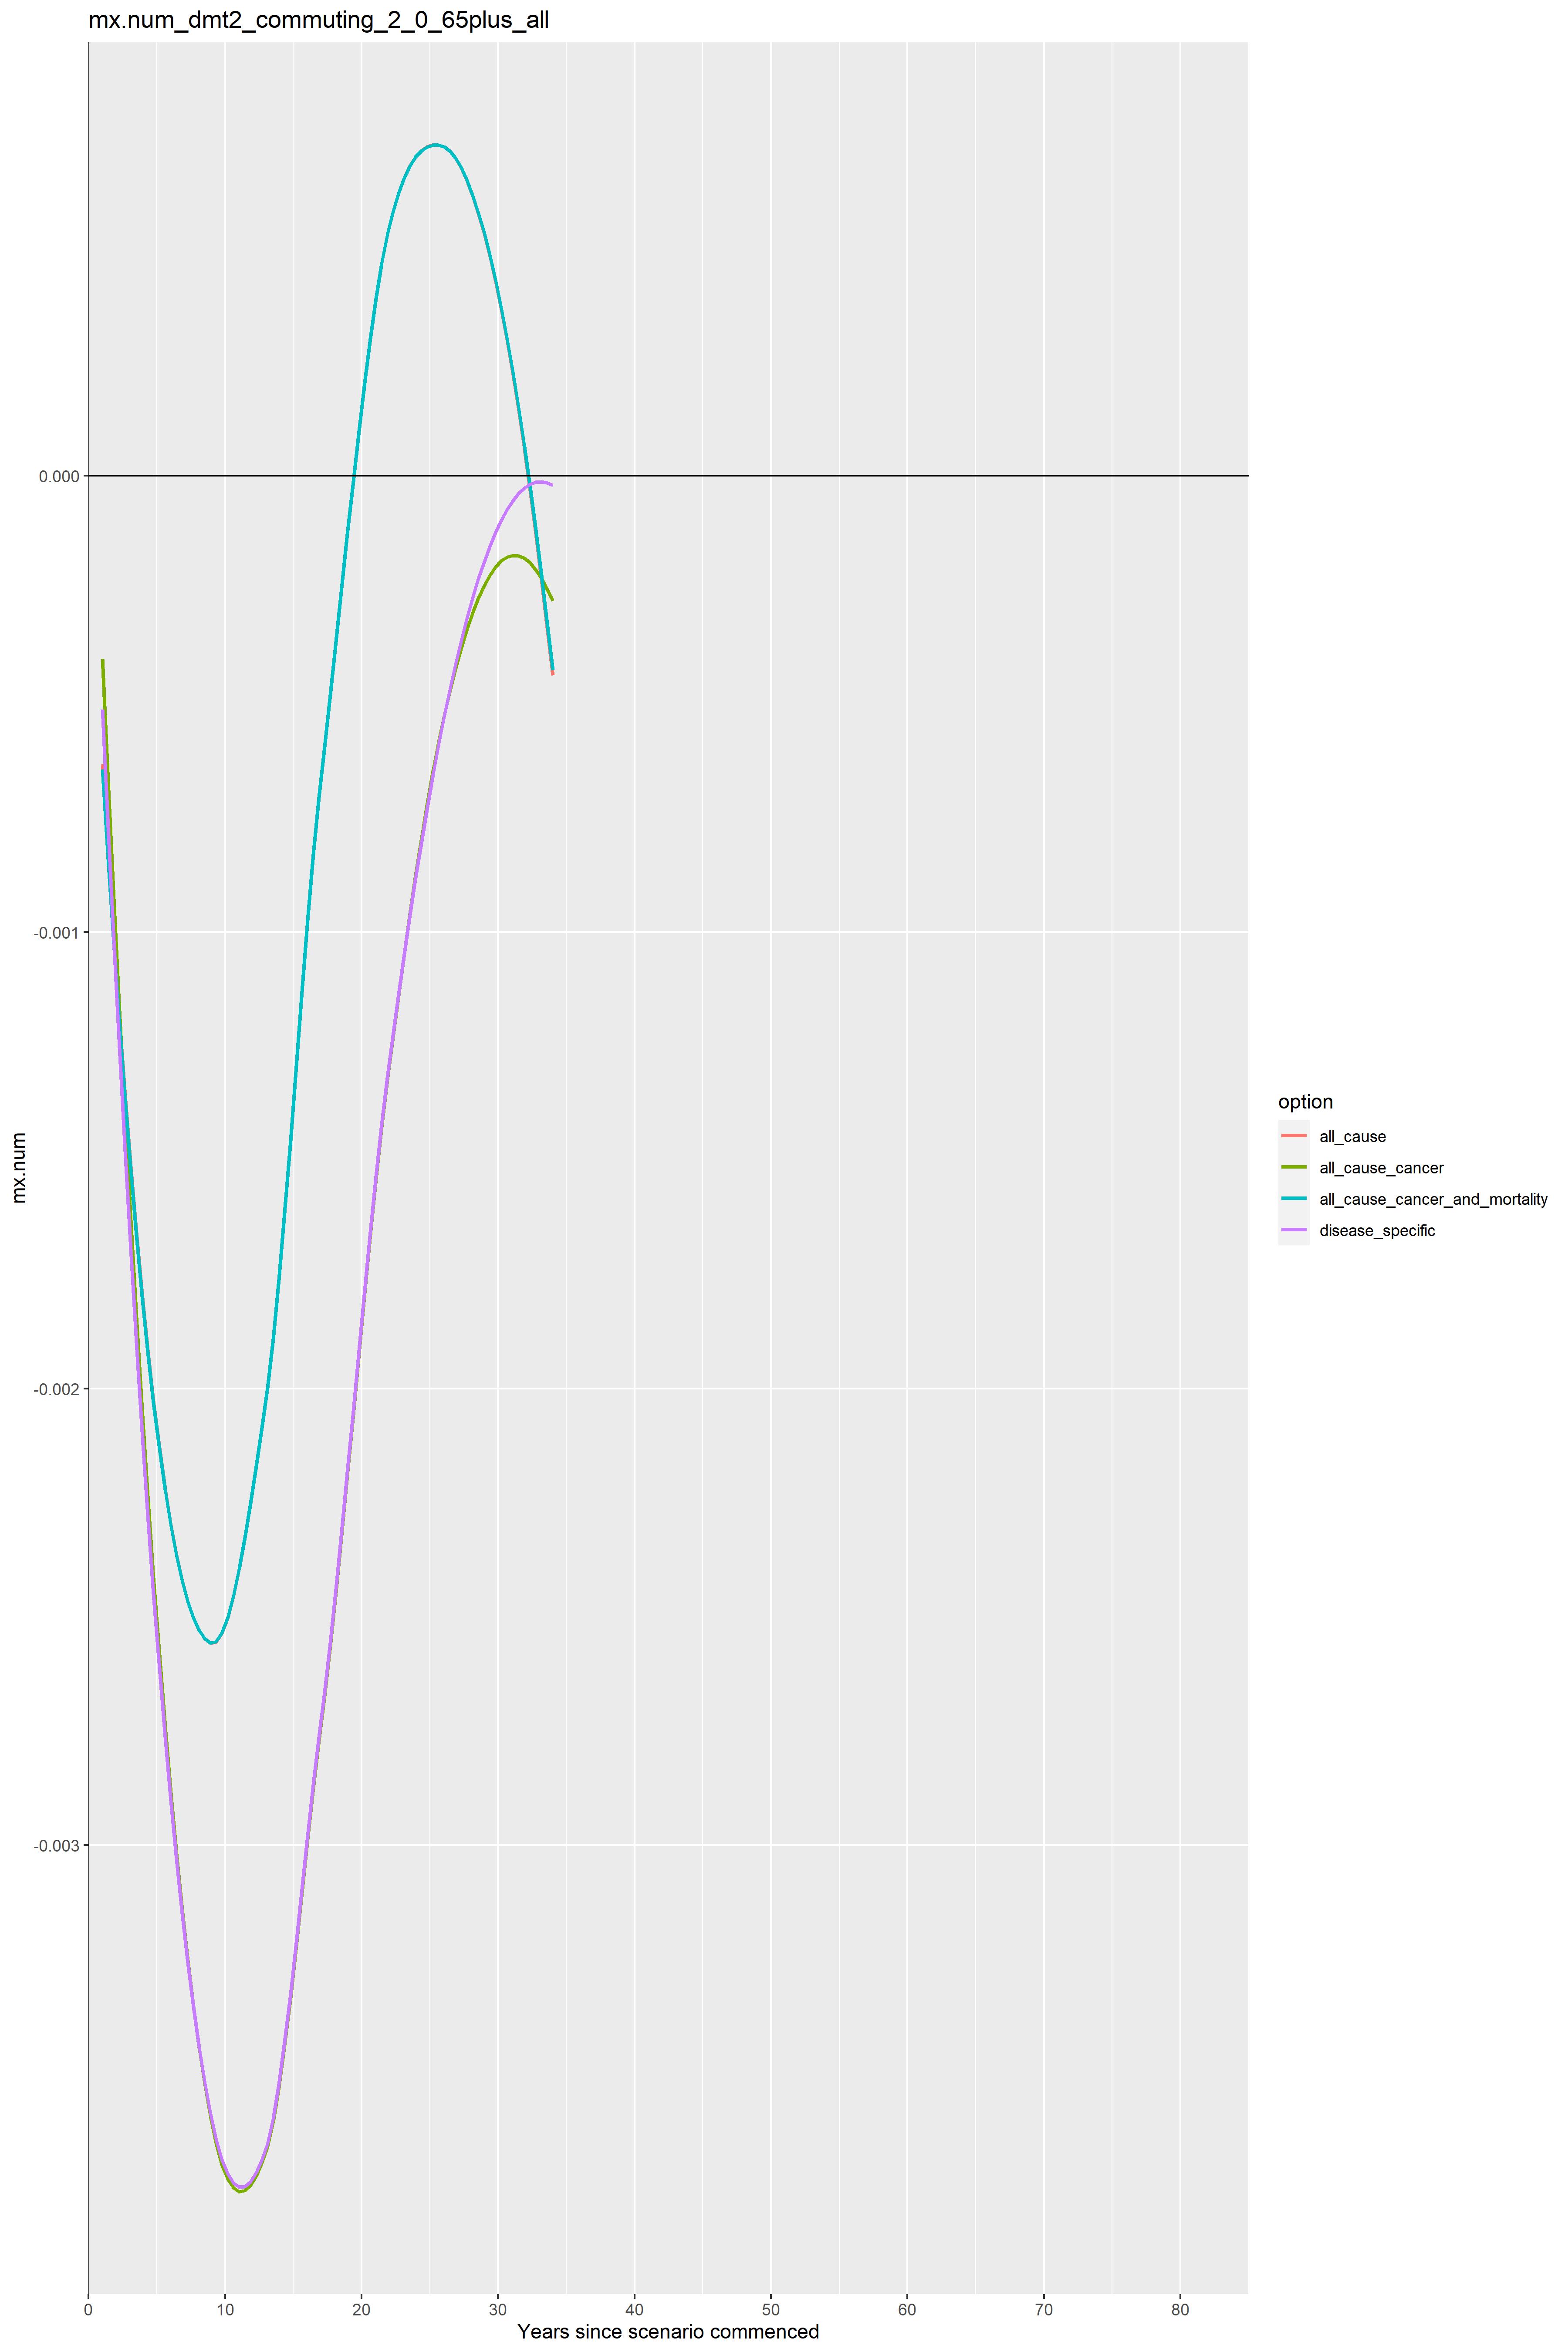 mx.num_dmt2_commuting_2_0_65plus_all
mx.num
0.000
-0.001
-0.002
-0.003
0 10 20 30 40 50 60 70 80
Years since scenario commenced
option
all_cause
all_cause_cancer
all_cause_cancer_and_mortality
disease_specific